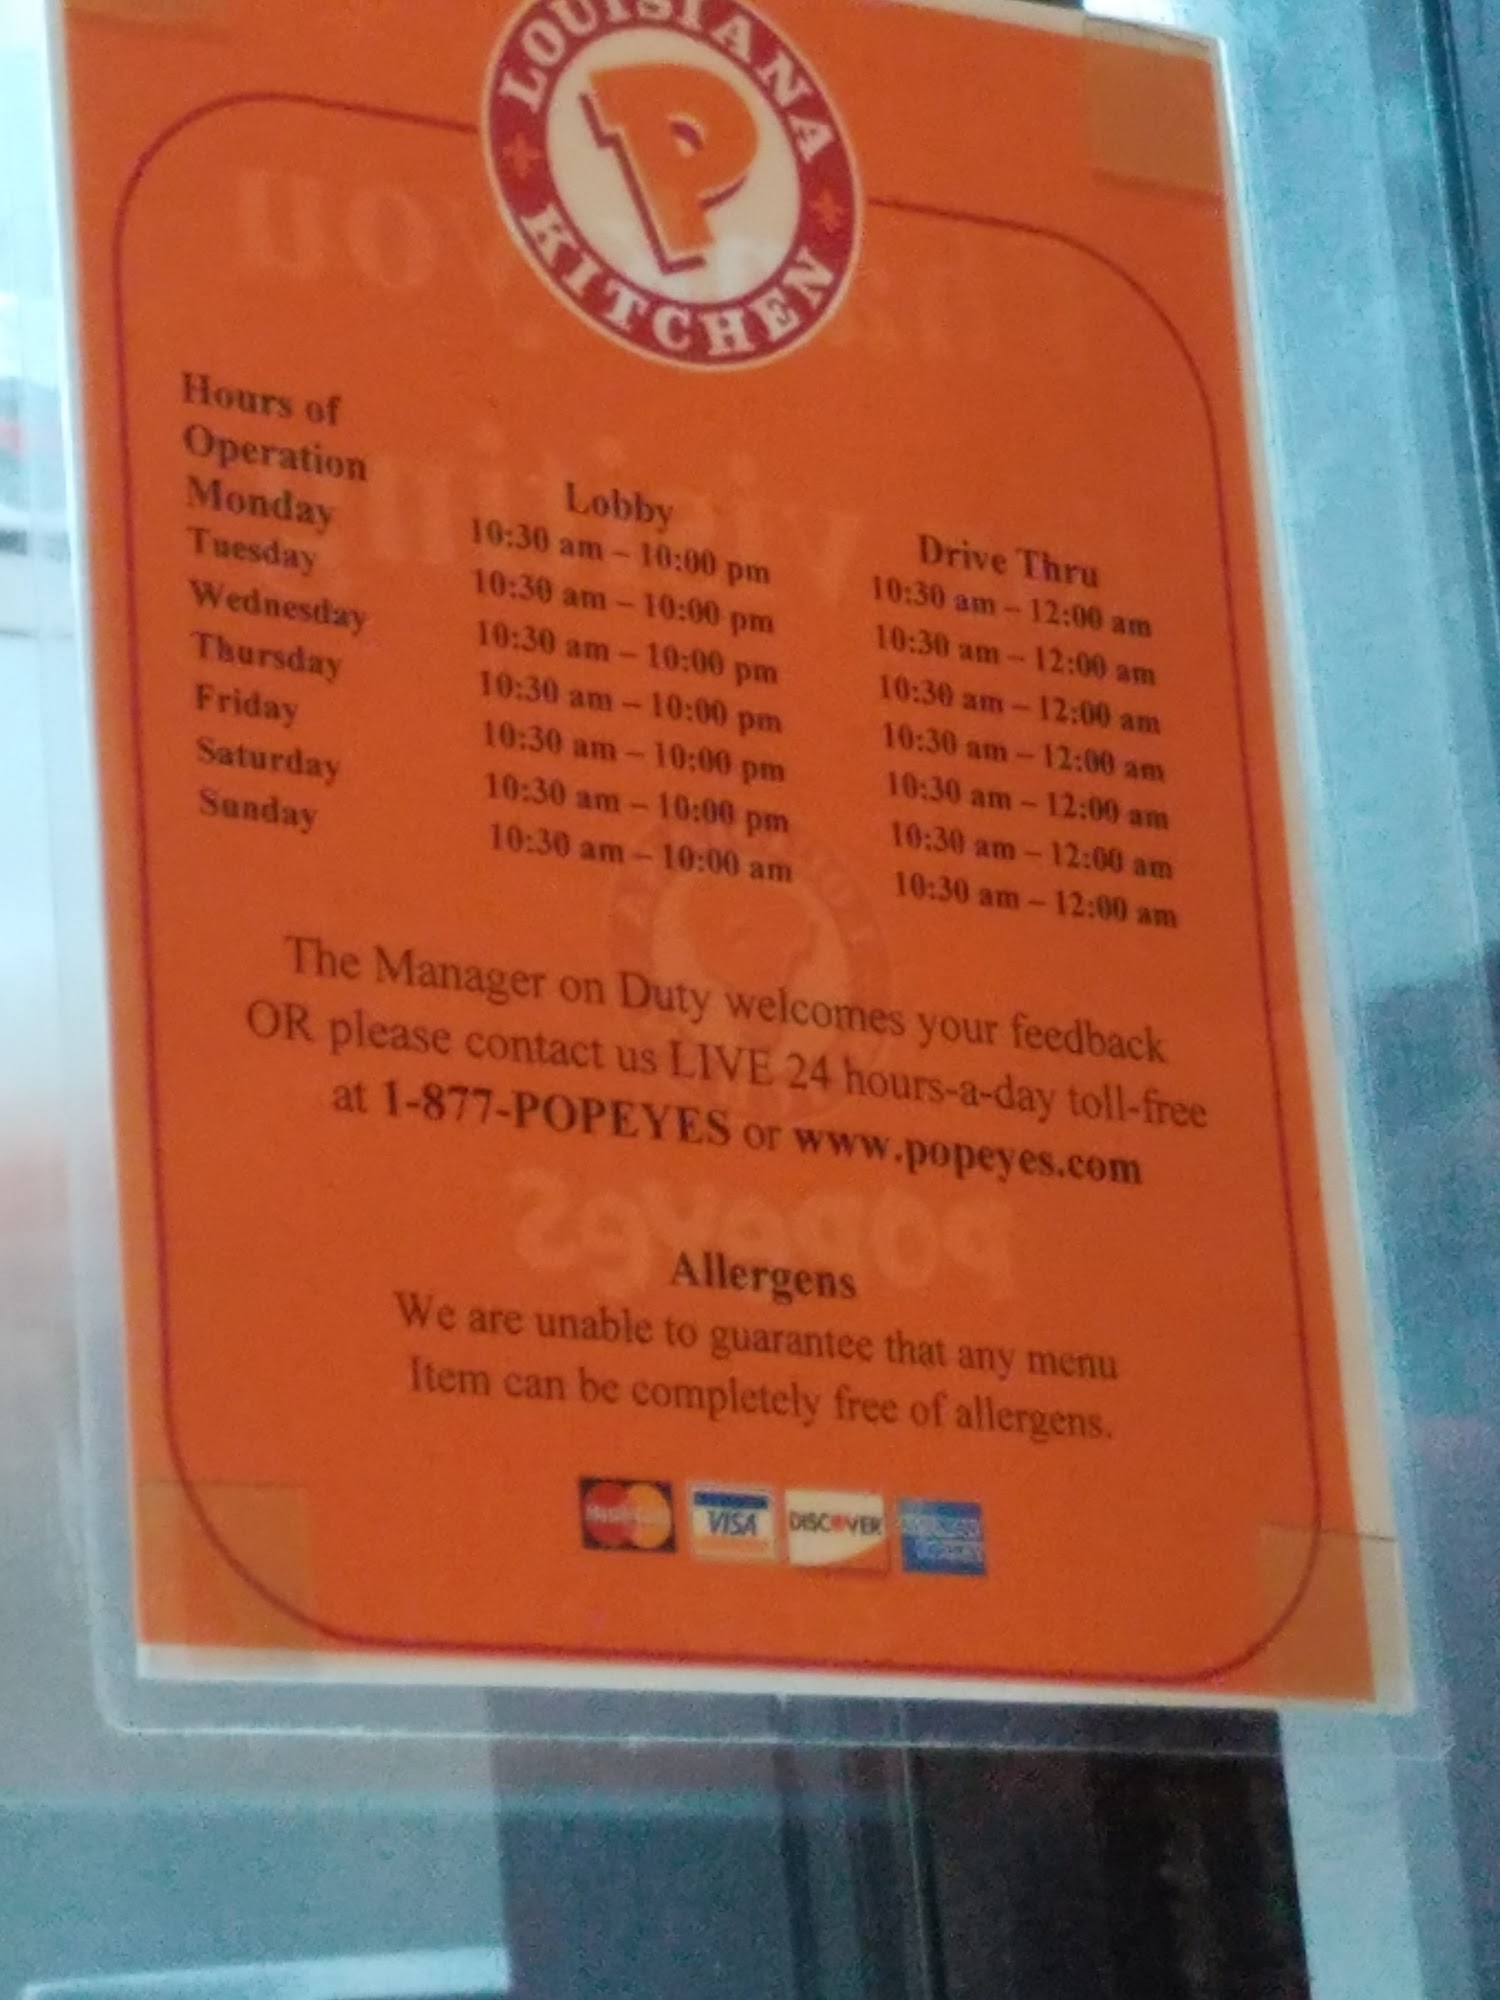 LOUISIANA
KITCHEN
Hours of
Operation Lobby Drive Thru
Monday 10:30 am – 10:00 pm 10:30 am – 12:00 am
Tuesday 10:30 am – 10:00 pm 10:30 am – 12:00 am
Wednesday 10:30 am – 10:00 pm 10:30 am – 12:00 am
Thursday 10:30 am – 10:00 pm 10:30 am – 12:00 am
Friday 10:30 am – 10:00 pm 10:30 am – 12:00 am
Saturday 10:30 am – 10:00 pm 10:30 am – 12:00 am
Sunday 10:30 am – 10:00 am 10:30 am – 12:00 am
The Manager on Duty welcomes your feedback
OR please contact us LIVE 24 hours-a-day toll-free
at 1-877-POPEYES or www.popeyes.com
Allergens
We are unable to guarantee that any menu
Item can be completely free of allergens.
MasterCard VISA DISCOVER AMERICAN EXPRESS